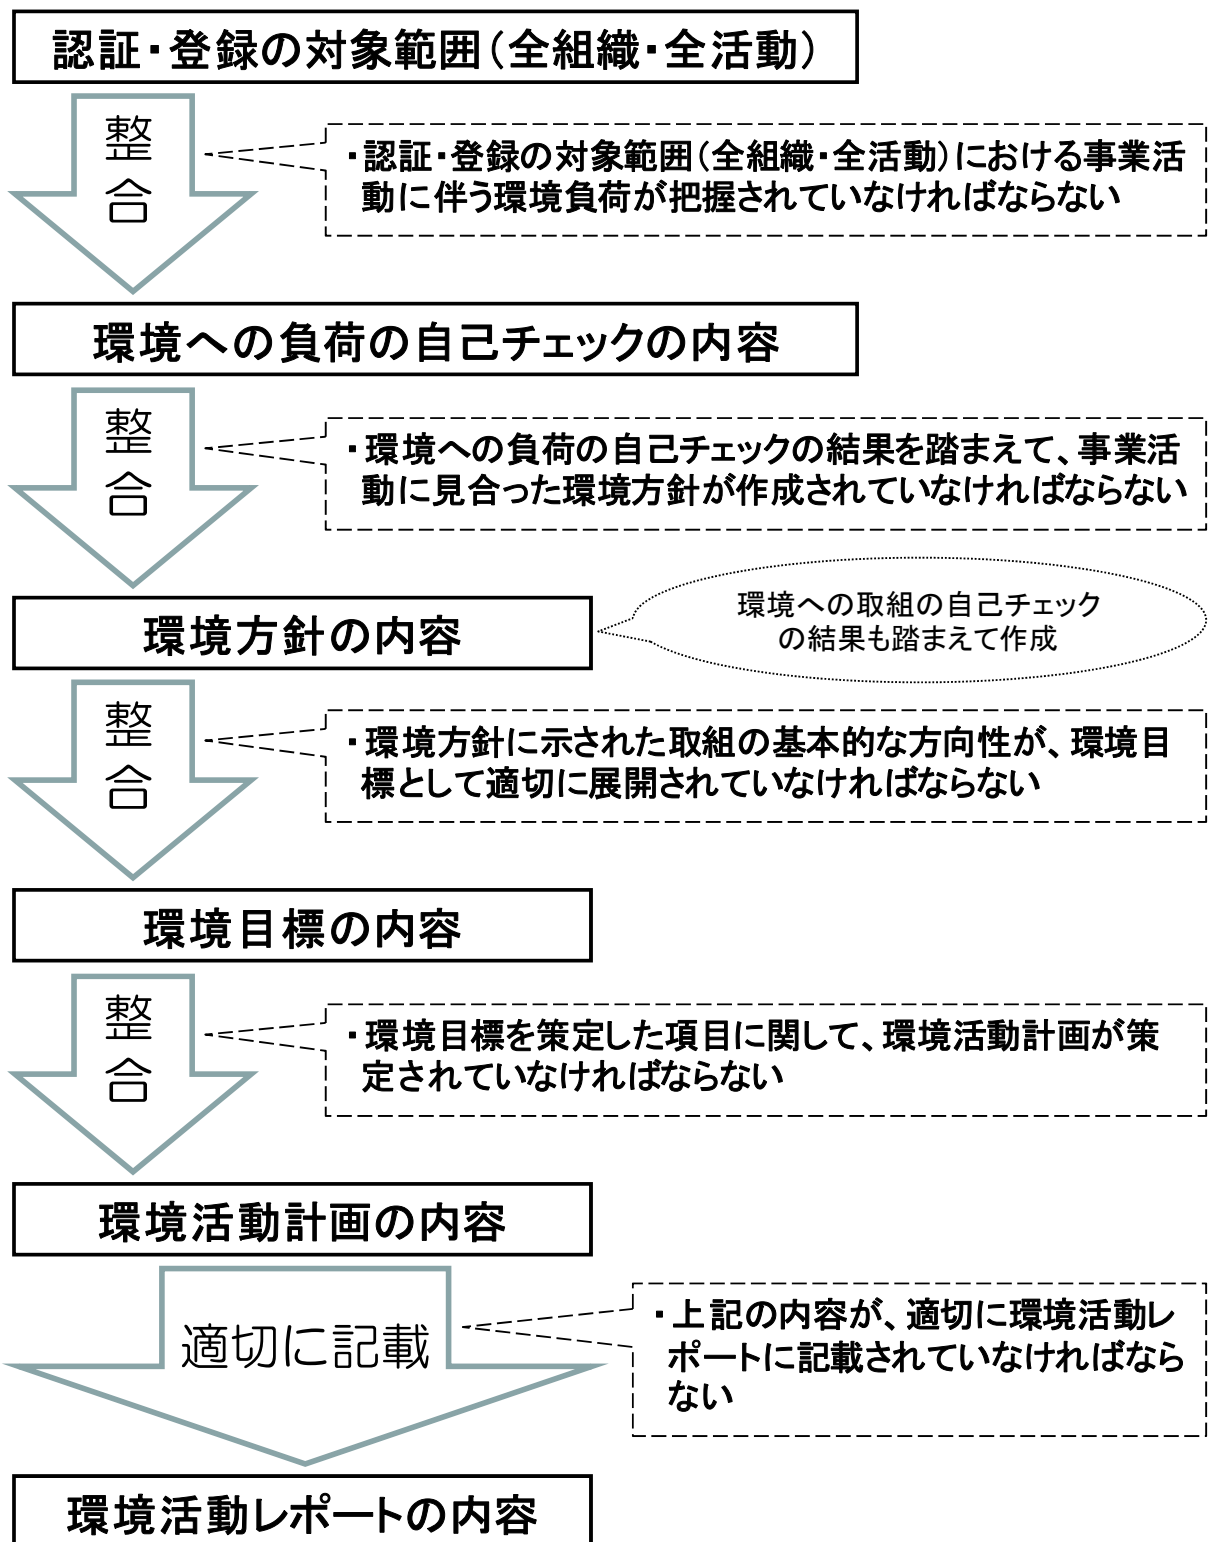 認証・登録の対象範囲（全組織・全活動）
整
合
・認証・登録の対象範囲（全組織・全活動）における事業活
動に伴う環境負荷が把握されていなければならない
環境への負荷の自己チェックの内容
整
合
・環境への負荷の自己チェックの結果を踏まえて、事業活
動に見合った環境方針が作成されていなければならない
環境への取組の自己チェック
の結果も踏まえて作成
環境方針の内容
整
合
・環境方針に示された取組の基本的な方向性が、環境目
標として適切に展開されていなければならない
環境目標の内容
整
合
・環境目標を策定した項目に関して、環境活動計画が策
定されていなければならない
環境活動計画の内容
適切に記載
・上記の内容が、適切に環境活動レ
ポートに記載されていなければなら
ない
環境活動レポートの内容